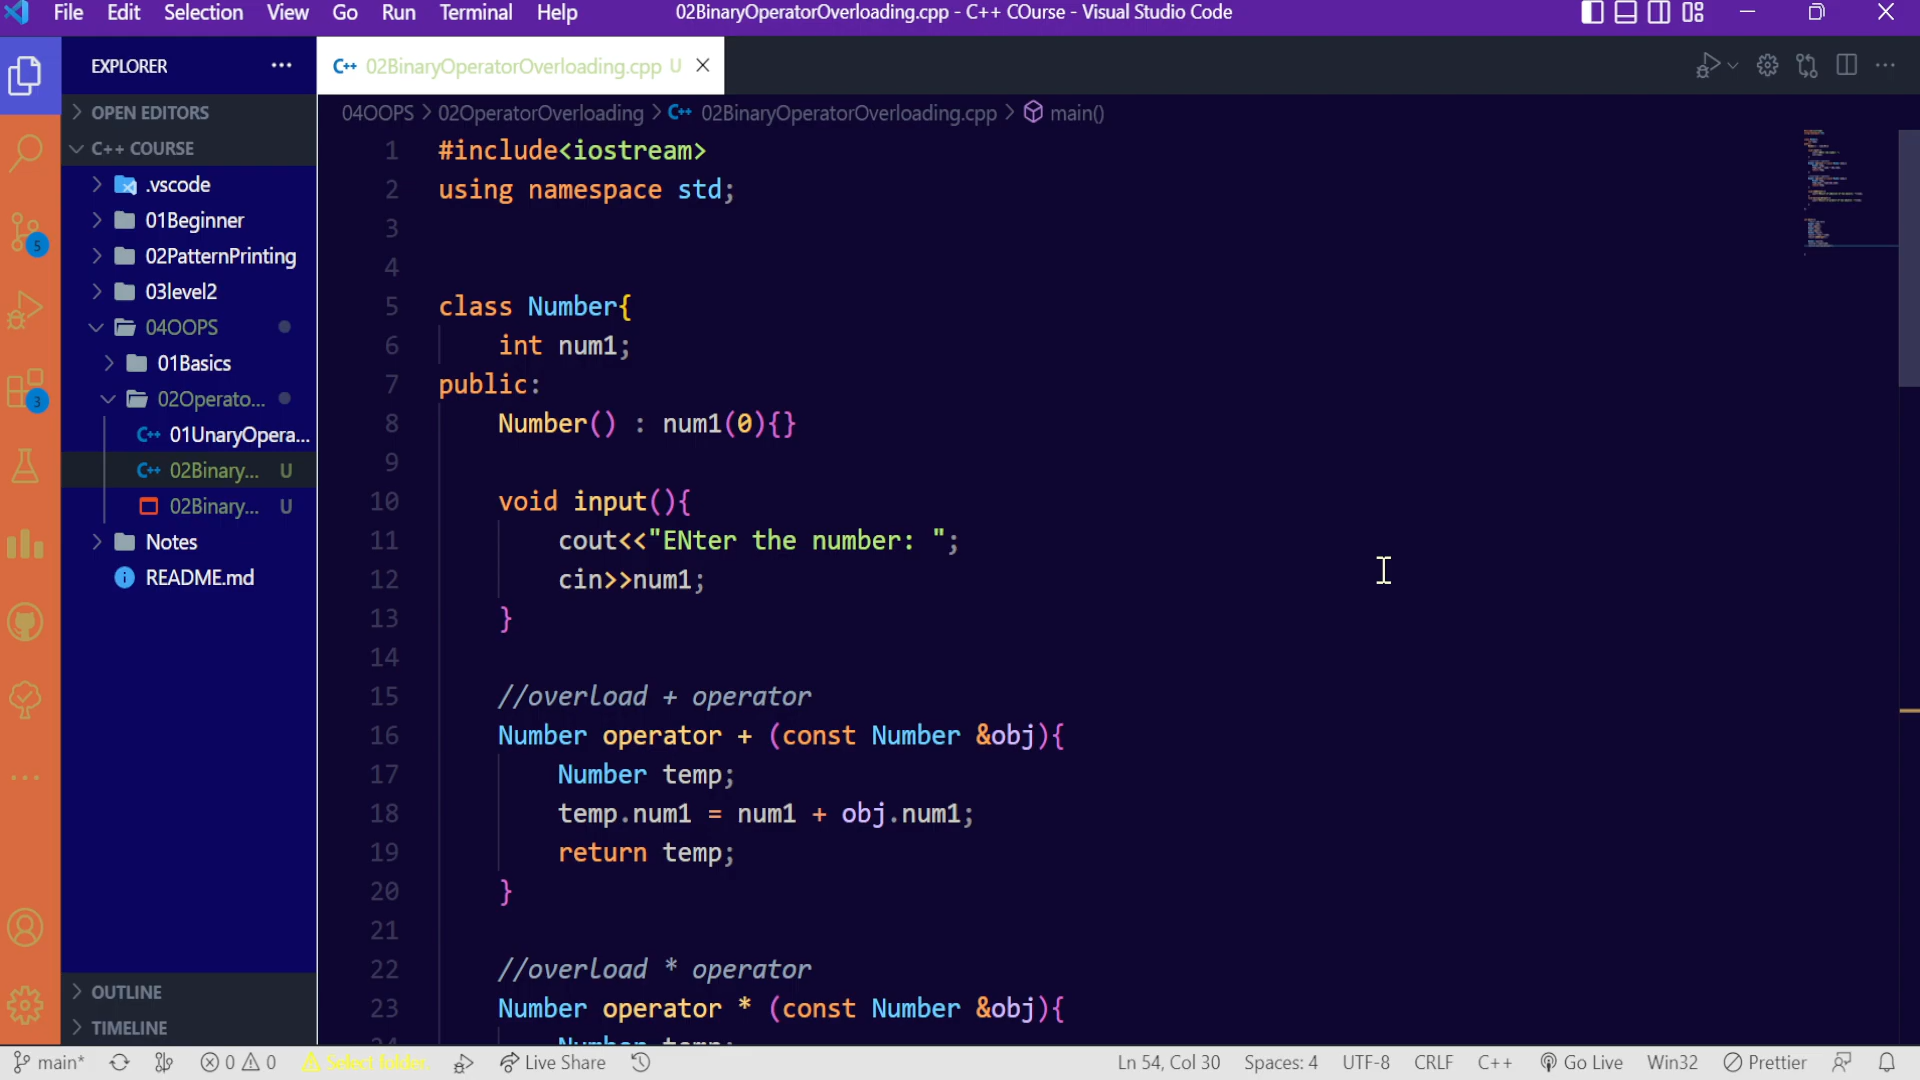 File Edit Selection View Go Run Terminal Help 02BinaryOperatorOverloading.cpp - C++ COurse - Visual Studio Code
EXPLORER
OPEN EDITORS
C++ COURSE
.vscode
01Beginner
02PatternPrinting
03level2
04OOPS
01Basics
02Operato...
01UnaryOpera...
02Binary... U
02Binary... U
Notes
README.md
OUTLINE
TIMELINE
5
3
C++ 02BinaryOperatorOverloading.cpp U
04OOPS > 02OperatorOverloading > C++ 02BinaryOperatorOverloading.cpp > main()
1 #include<iostream>
2 using namespace std;
3
4
5 class Number{
6 int num1;
7 public:
8 Number() : num1(0){}
9
10 void input(){
11 cout<<"ENter the number: ";
12 cin>>num1;
13 }
14
15 //overload + operator
16 Number operator + (const Number &obj){
17 Number temp;
18 temp.num1 = num1 + obj.num1;
19 return temp;
20 }
21
22 //overload * operator
23 Number operator * (const Number &obj){
main* 0 0 Select folder. Live Share Ln 54, Col 30 Spaces: 4 UTF-8 CRLF C++ Go Live Win32 Prettier